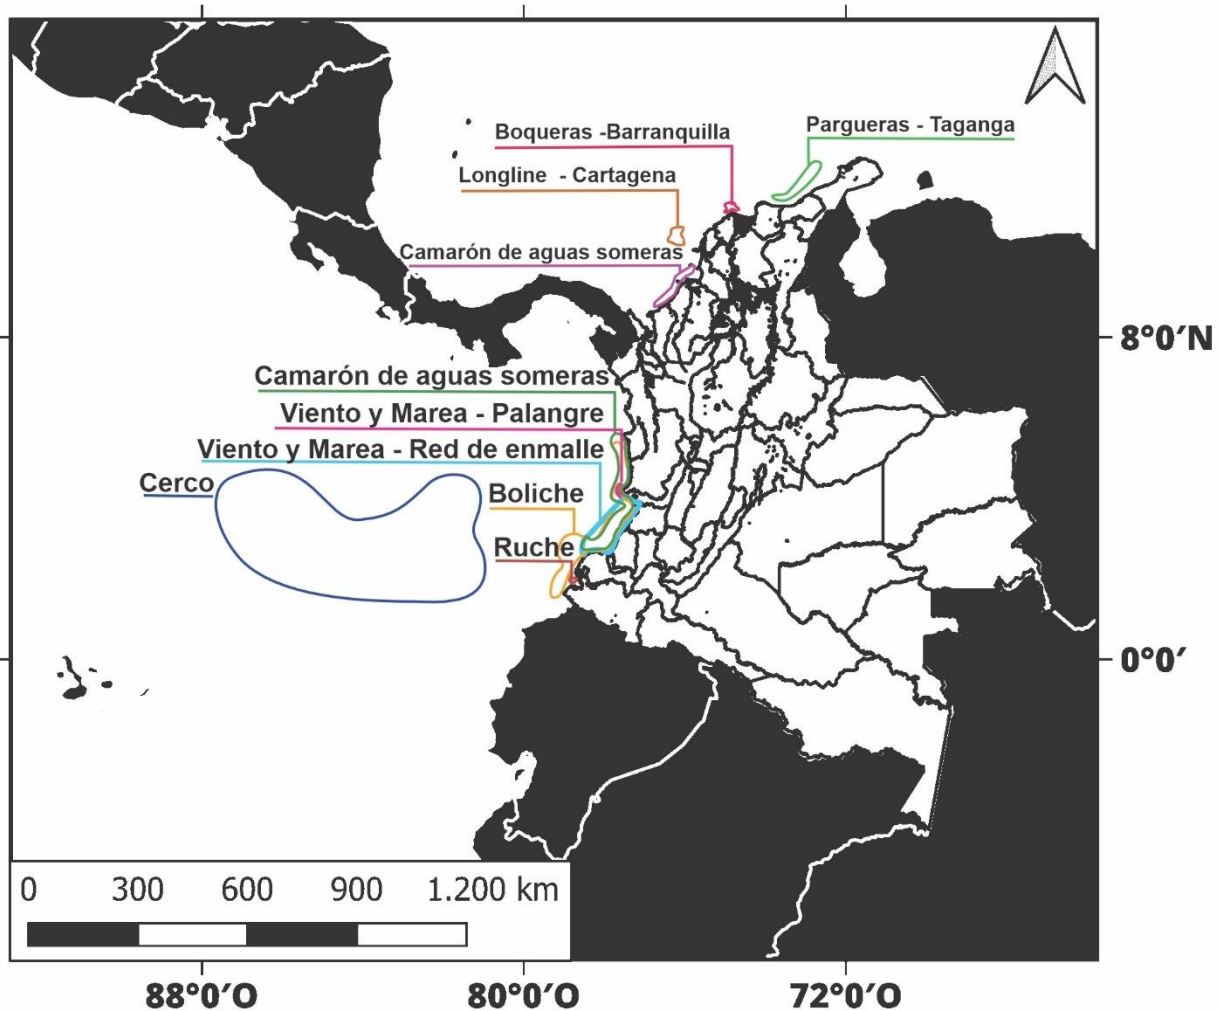 Boqueras -Barranquilla
Pargueras - Taganga
Longline - Cartagena
Camarón de aguas someras
8°0′N
Camarón de aguas someras
Viento y Marea - Palangre
Viento y Marea - Red de enmalle
Cerco
Boliche
Ruche
0°0′
0 300 600 900 1.200 km
88°0′O 80°0′O 72°0′O